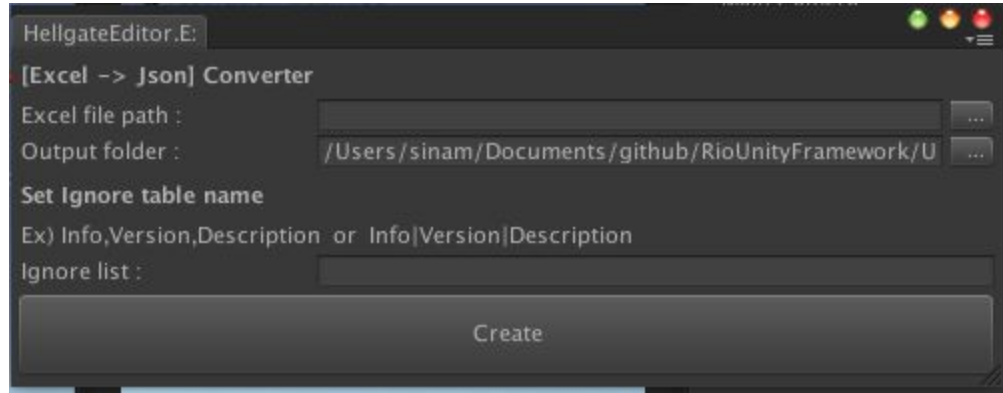 HellgateEditor.E:
[Excel -> Json] Converter
Excel file path :
...
Output folder : /Users/sinam/Documents/github/RioUnityFramework/U ...
Set Ignore table name
Ex) Info,Version,Description or Info|Version|Description
Ignore list :
Create